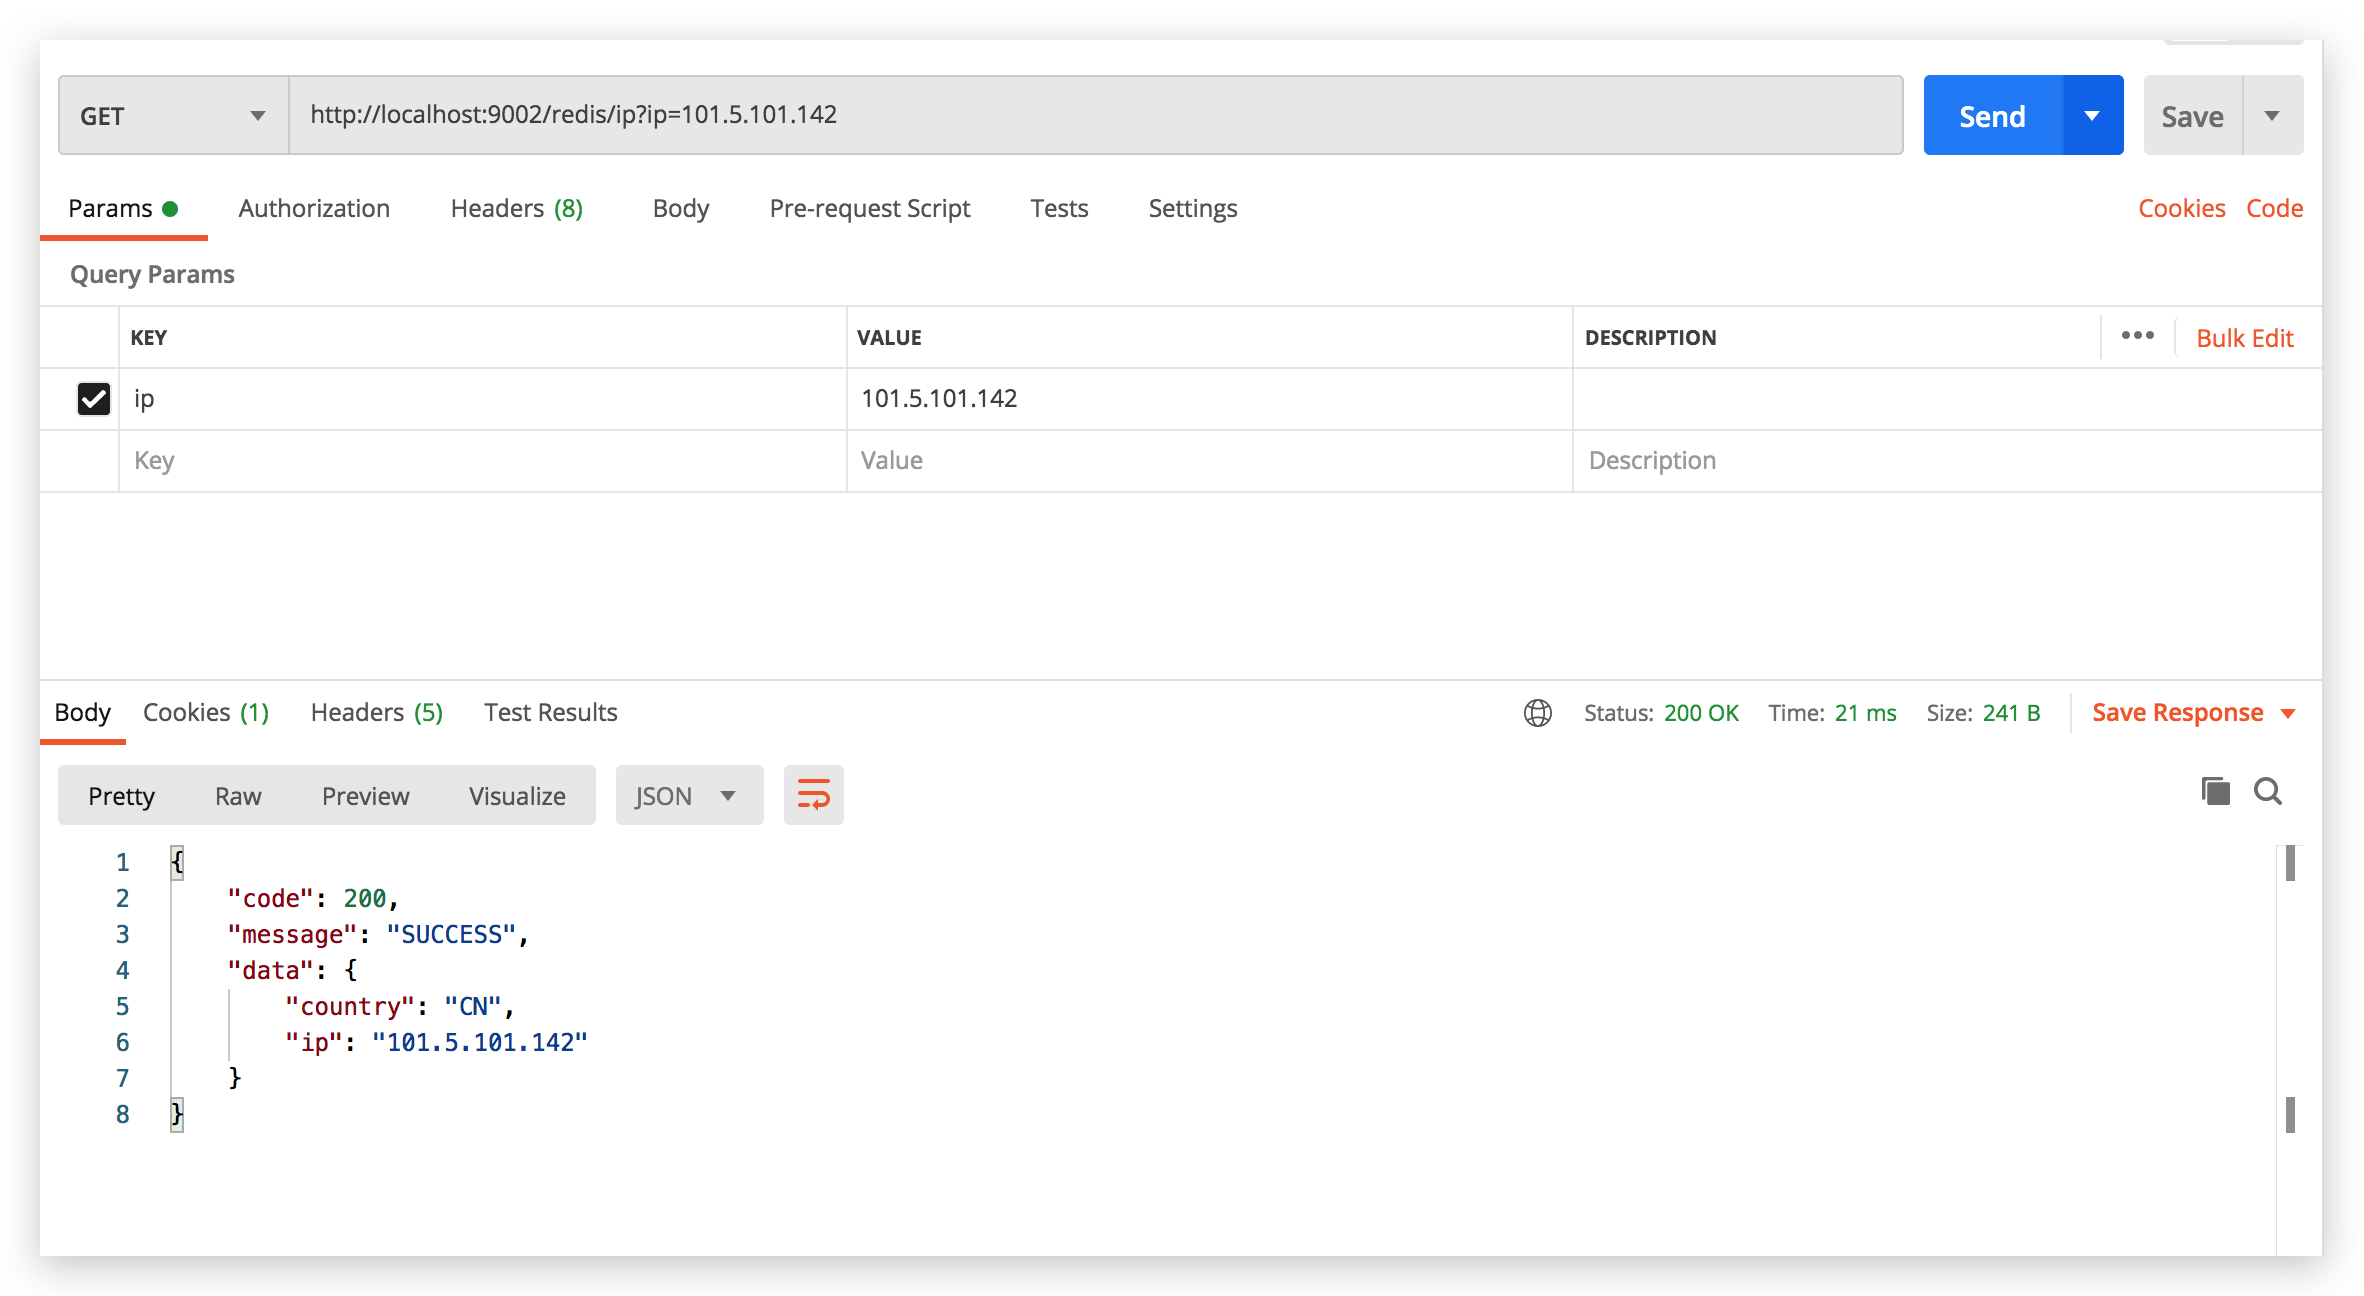 GET http://localhost:9002/redis/ip?ip=101.5.101.142 Send Save
Params Authorization Headers (8) Body Pre-request Script Tests Settings Cookies Code
Query Params
KEY VALUE DESCRIPTION ••• Bulk Edit
ip 101.5.101.142
Key Value Description
Body Cookies (1) Headers (5) Test Results Status: 200 OK Time: 21 ms Size: 241 B Save Response
Pretty Raw Preview Visualize JSON
1 {
2 "code": 200,
3 "message": "SUCCESS",
4 "data": {
5 "country": "CN",
6 "ip": "101.5.101.142"
7 }
8 }